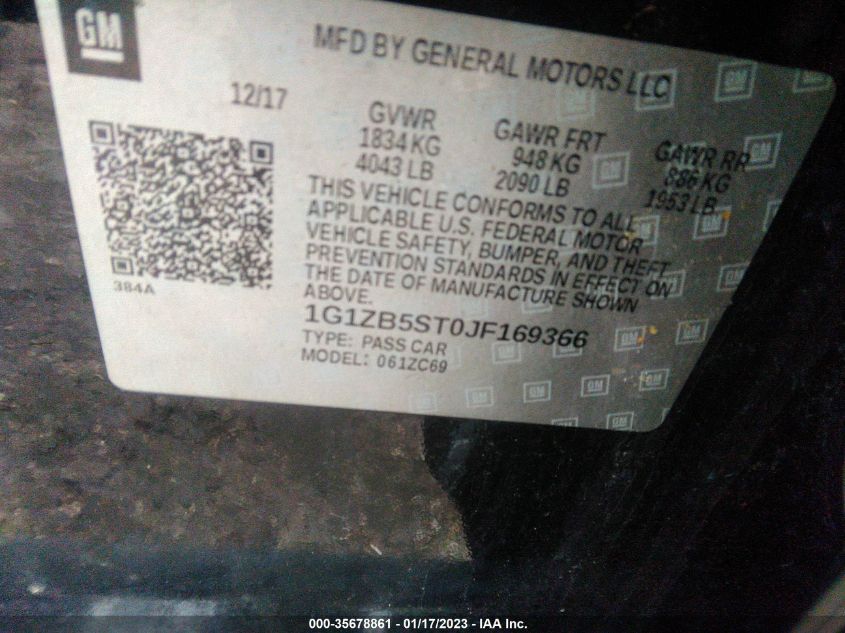 GM
MFD BY GENERAL MOTORS LLC
12/17
GVWR
1834 KG
4043 LB
GAWR FRT
948 KG
2090 LB
GAWR RR
886 KG
1953 LB
THIS VEHICLE CONFORMS TO ALL
APPLICABLE U.S. FEDERAL MOTOR
VEHICLE SAFETY, BUMPER, AND THEFT
PREVENTION STANDARDS IN EFFECT ON
THE DATE OF MANUFACTURE SHOWN
ABOVE.
384A
1G1ZB5ST0JF169366
TYPE: PASS CAR
MODEL: 061ZC69
000-35678861 - 01/17/2023 - IAA Inc.